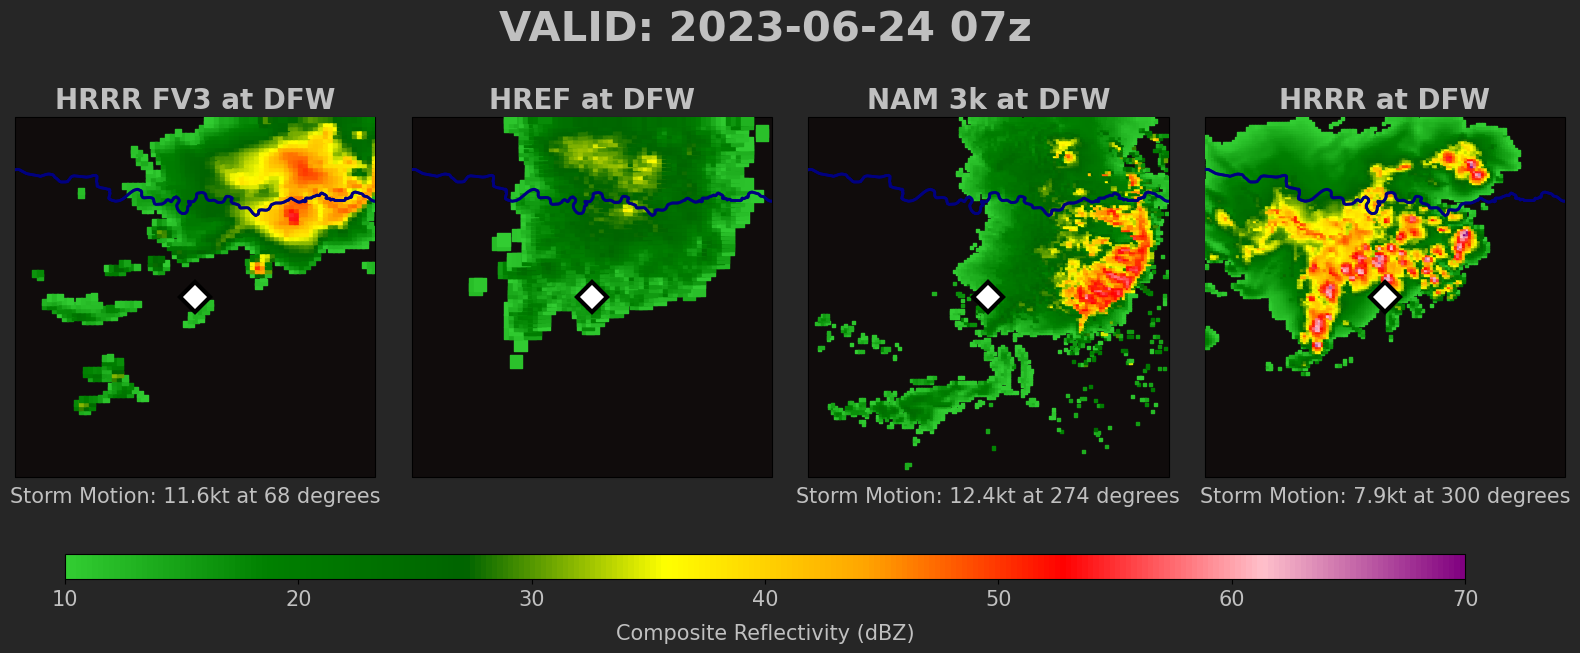 VALID: 2023-06-24 07z
HRRR FV3 at DFW
HREF at DFW
NAM 3k at DFW
HRRR at DFW
Storm Motion: 11.6kt at 68 degrees
Storm Motion: 12.4kt at 274 degrees
Storm Motion: 7.9kt at 300 degrees
10 20 30 40 50 60 70
Composite Reflectivity (dBZ)